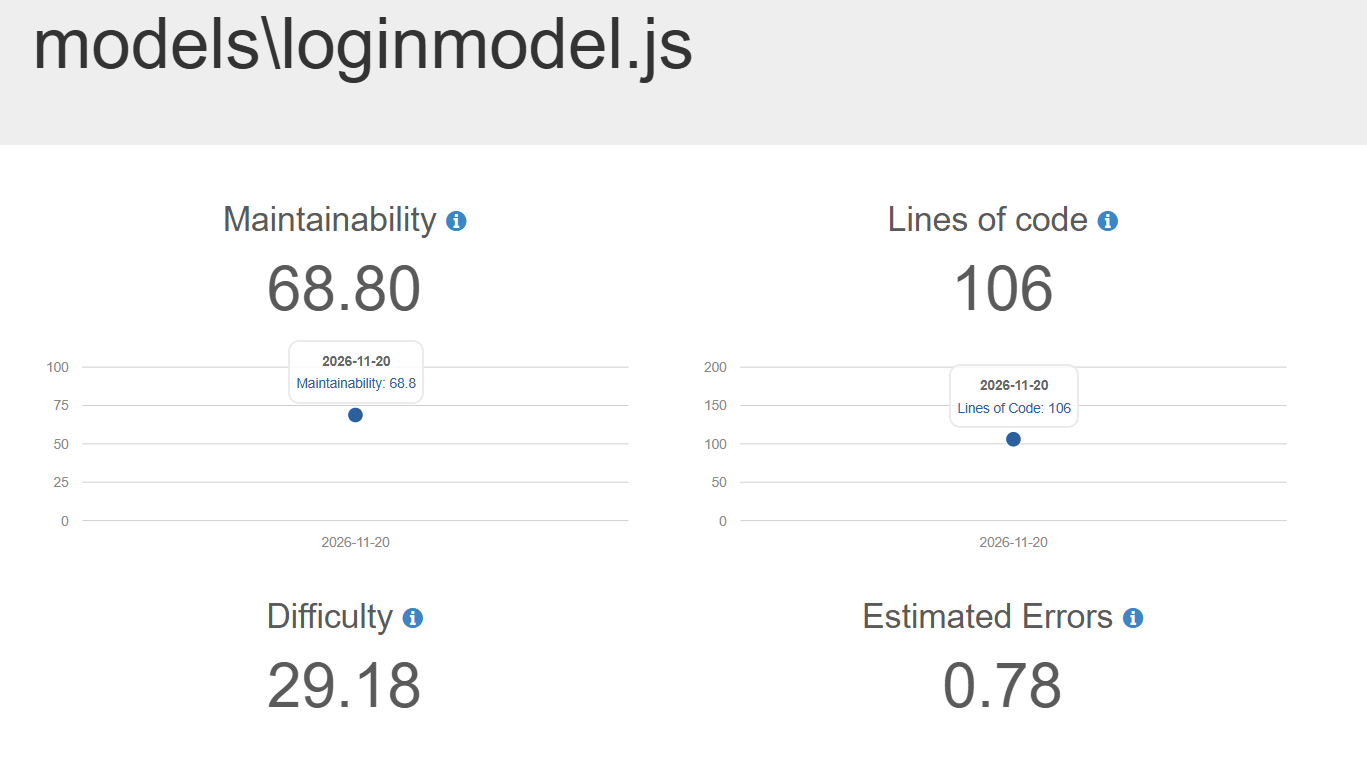 models\loginmodel.js
Maintainability
68.80
100
75
50
25
0
2026-11-20
Maintainability: 68.8
2026-11-20
Lines of code
106
200
150
100
50
0
2026-11-20
Lines of Code: 106
2026-11-20
Difficulty
29.18
Estimated Errors
0.78